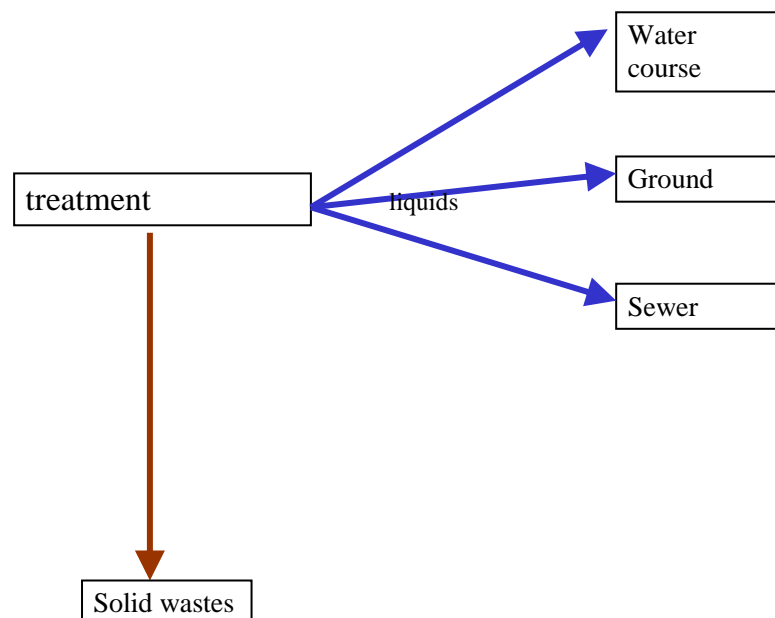 Water
course
treatment
Ground
liquids
Sewer
Solid wastes